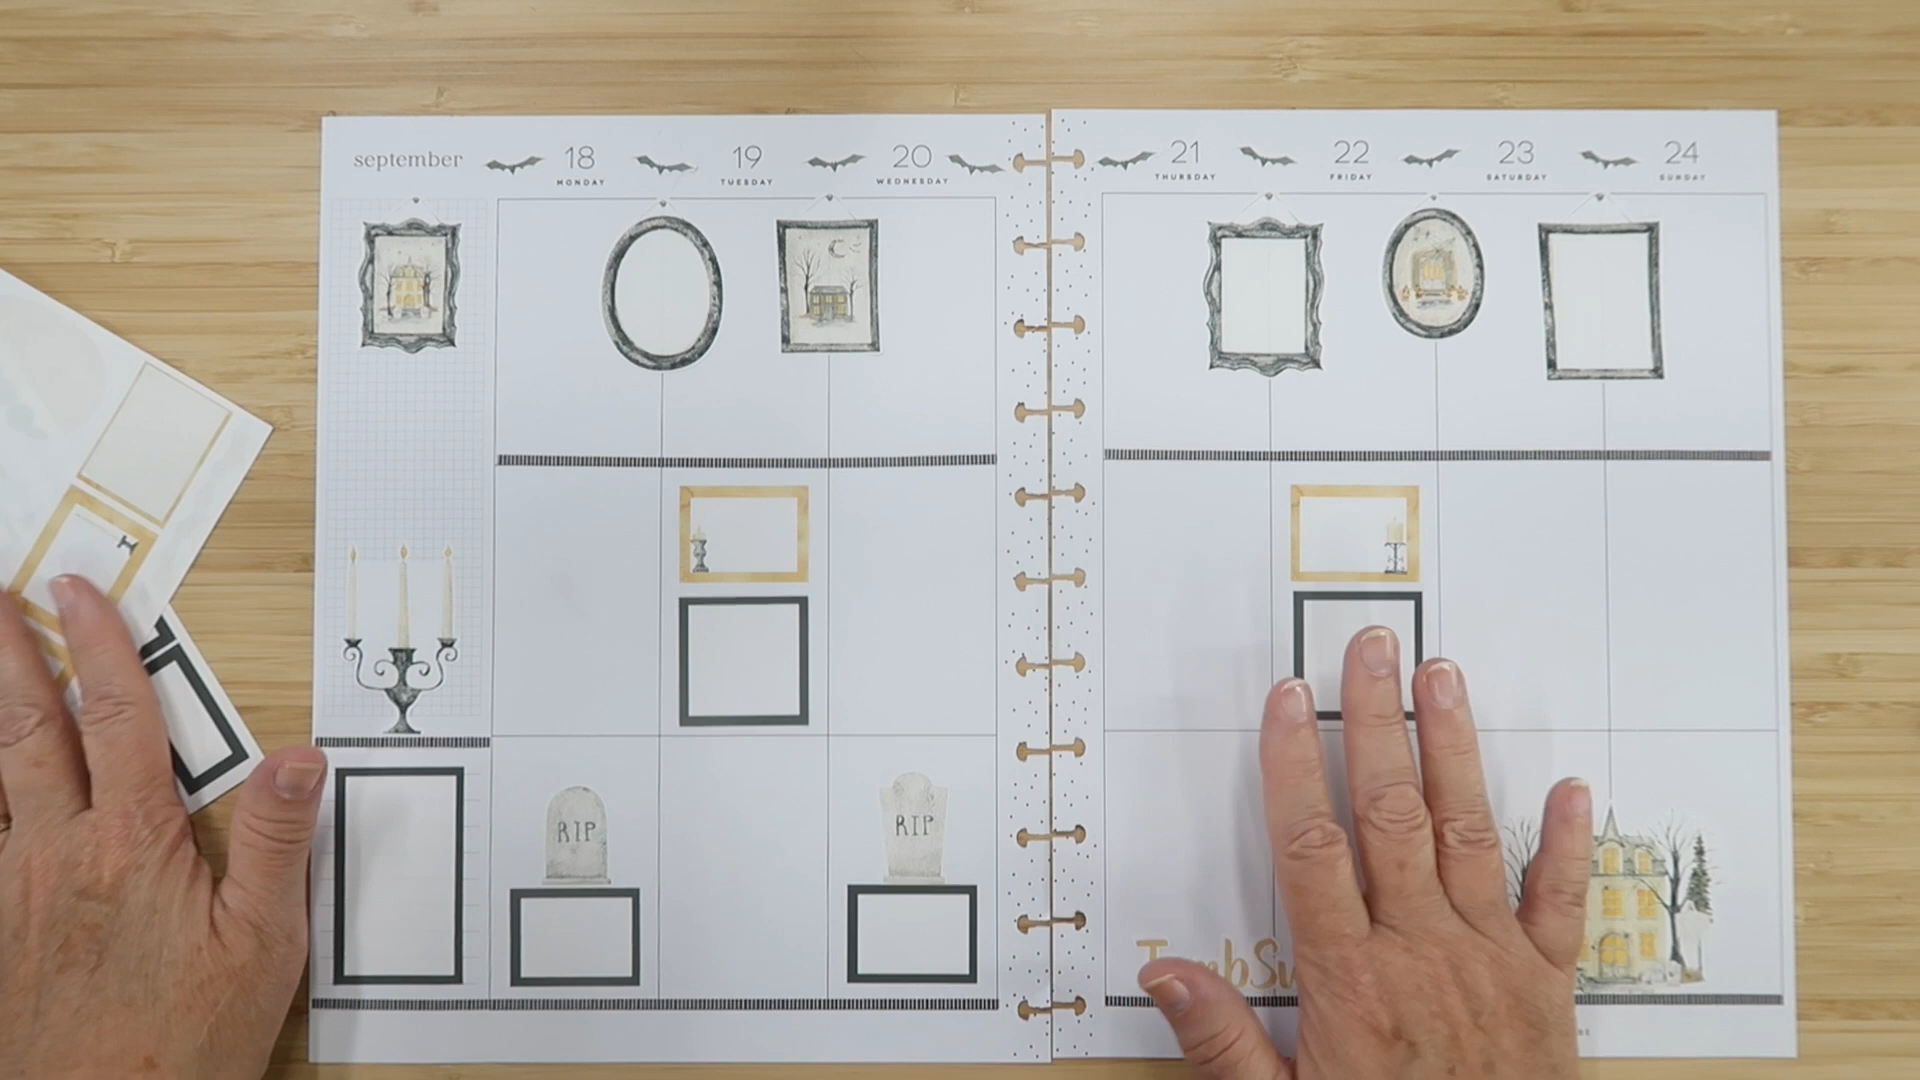 september
18
MONDAY
19
TUESDAY
20
WEDNESDAY
21
THURSDAY
22
FRIDAY
23
SATURDAY
24
SUNDAY
RIP
RIP